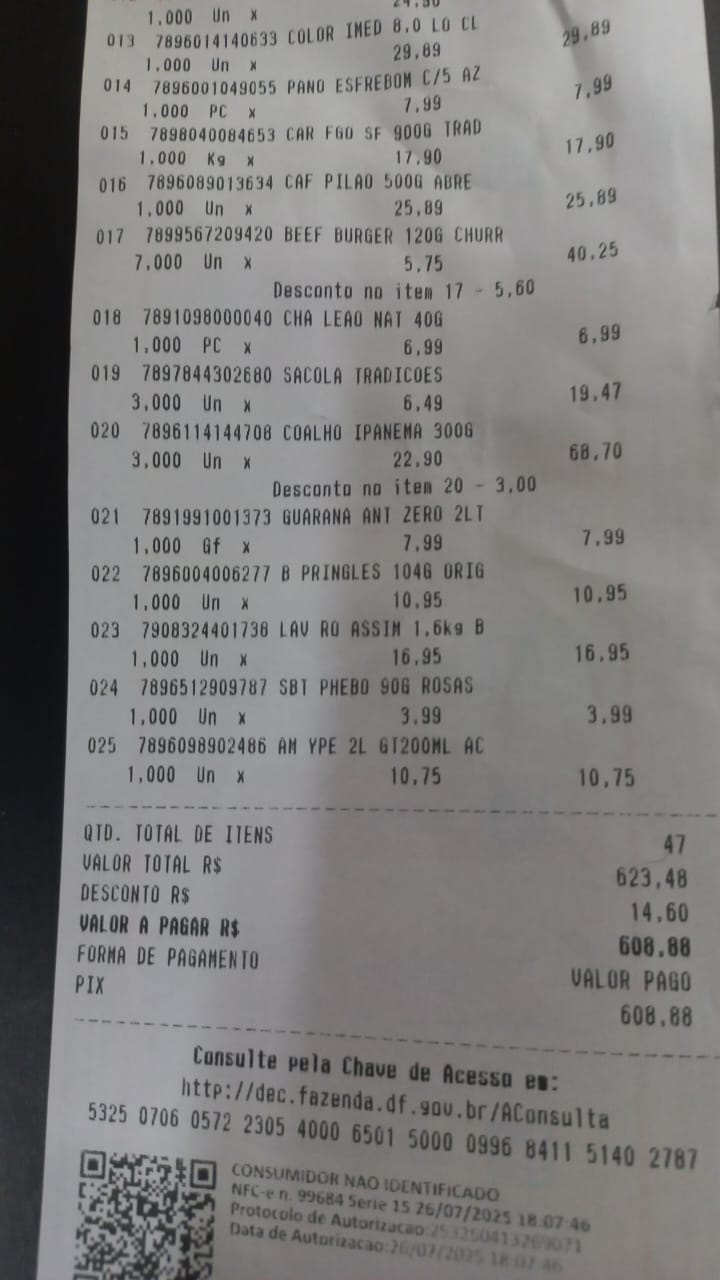 1,000 Un x 24.90
013 7896014140633 COLOR IMED 8.0 LO CL
1.000 Un x 29,89 29,89
014 7896001049055 PANO ESFREBOM C/5 AZ
1,000 PC x 7,99 7,99
015 7898040084653 CAR FGO SF 900G TRAD
1,000 Kg x 17,90 17,90
016 7896089013634 CAF PILAO 500G ABRE
1,000 Un x 25,89 25,89
017 7899567209420 BEEF BURGER 120G CHURR
7,000 Un x 5,75 40,25
Desconto no item 17 - 5,60
018 7891098000040 CHA LEAO NAT 40G
1,000 PC x 6,99 6,99
019 7897844302680 SACOLA TRADICOES
3,000 Un x 6,49 19,47
020 7896114144708 COALHO IPANEMA 300G
3,000 Un x 22,90 68,70
Desconto no item 20 - 3,00
021 7891991001373 GUARANA ANT ZERO 2LT
1,000 Gf x 7,99 7,99
022 7896004006277 B PRINGLES 104G ORIG
1,000 Un x 10,95 10,95
023 7908324401738 LAV RO ASSIM 1,6kg B
1,000 Un x 16,95 16,95
024 7896512909787 SBT PHEBO 90G ROSAS
1,000 Un x 3,99 3,99
025 7896098902486 AM YPE 2L GT200ML AC
1,000 Un x 10,75 10,75
QTD. TOTAL DE ITENS 47
VALOR TOTAL R$ 623,48
DESCONTO R$ 14,60
VALOR A PAGAR R$ 608,88
FORMA DE PAGAMENTO VALOR PAGO
PIX 608,88
Consulte pela Chave de Acesso em:
http://dec.fazenda.df.gov.br/AConsulta
5325 0706 0572 2305 4000 6501 5000 0996 8411 5140 2787
CONSUMIDOR NAO IDENTIFICADO
NFC-e n. 99684 Serie 15 26/07/2025 18:07:46
Protocolo de Autorizacao:253250413269071
Data de Autorizacao:26/07/2025 18:07:46